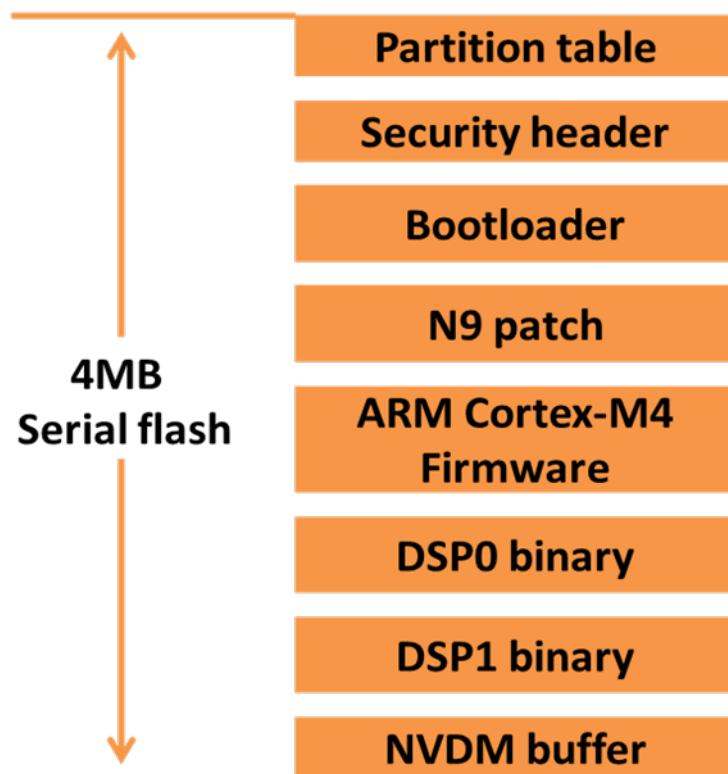 Partition table
Security header
Bootloader
N9 patch
4MB
Serial flash
ARM Cortex-M4
Firmware
DSP0 binary
DSP1 binary
NVDM buffer